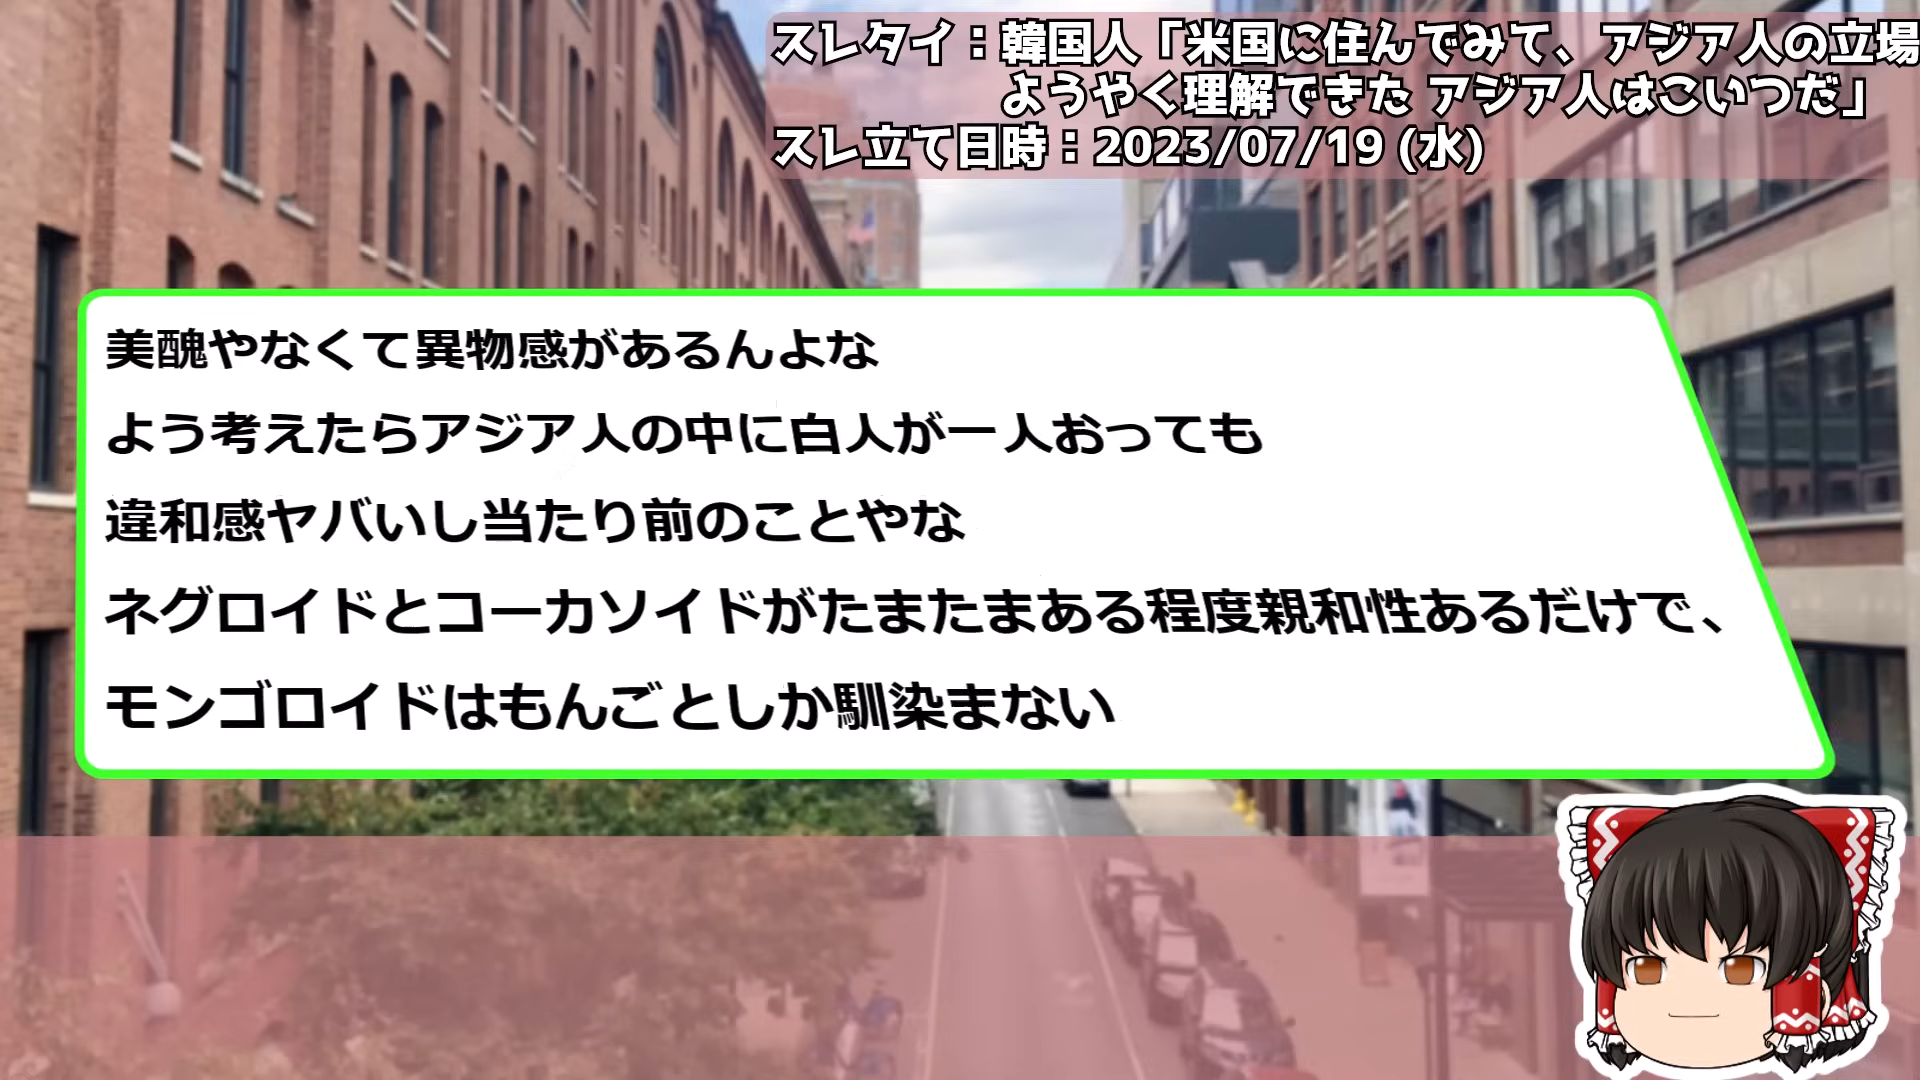 スレタイ：韓国人「米国に住んでみて、アジア人の立場
ようやく理解できた アジア人はこいつだ」
スレ立て日時：2023/07/19 (水)
美醜やなくて異物感があるんよな
よう考えたらアジア人の中に白人が一人おっても
違和感ヤバいし当たり前のことやな
ネグロイドとコーカソイドがたまたまある程度親和性あるだけで、
モンゴロイドはもんごとしか馴染まない